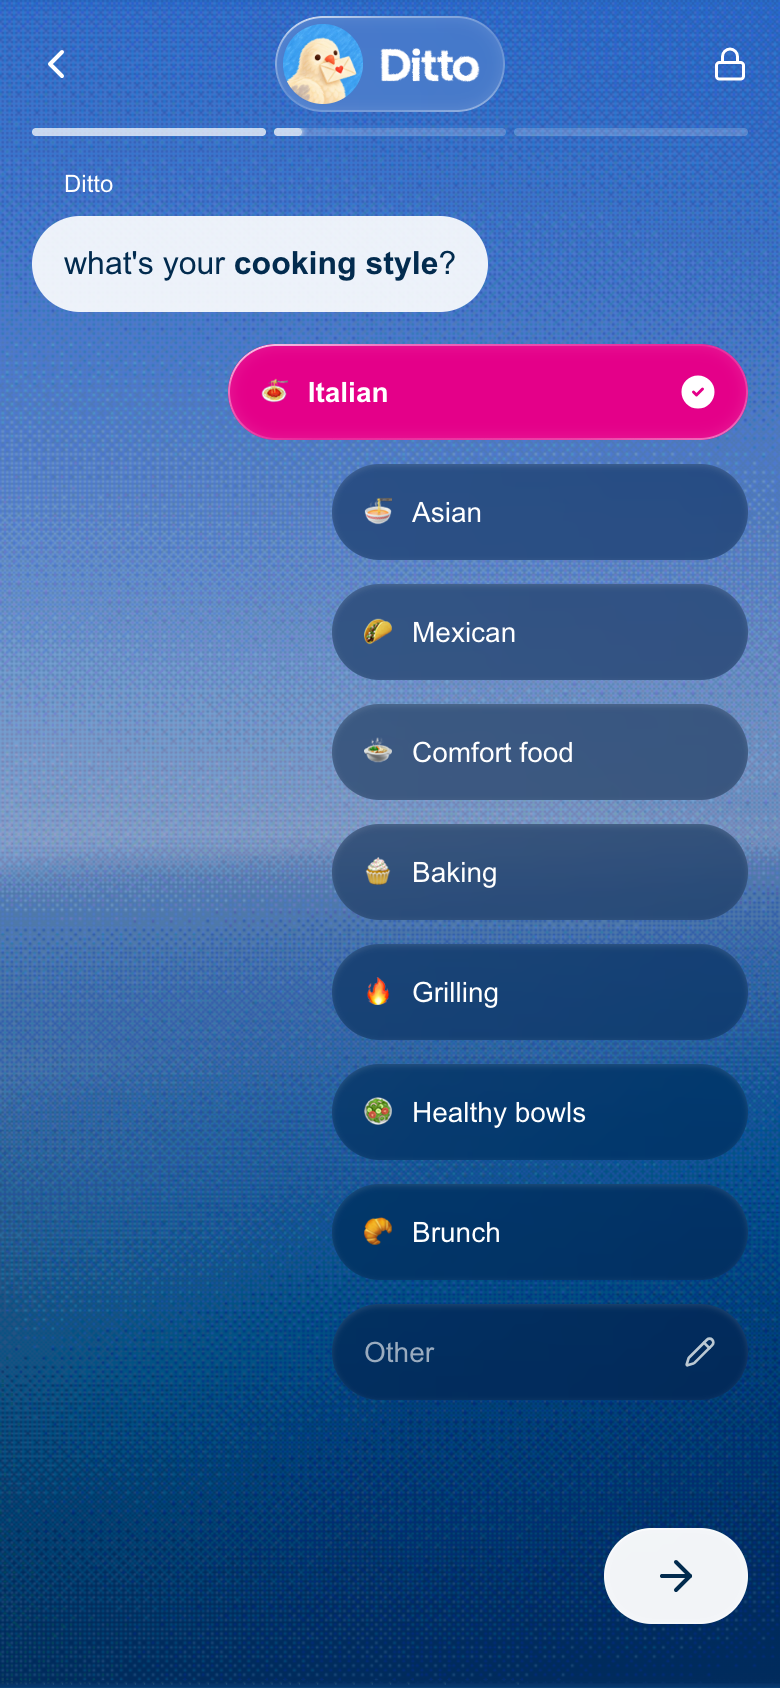 Ditto
Ditto
what's your cooking style?
Italian
Asian
Mexican
Comfort food
Baking
Grilling
Healthy bowls
Brunch
Other